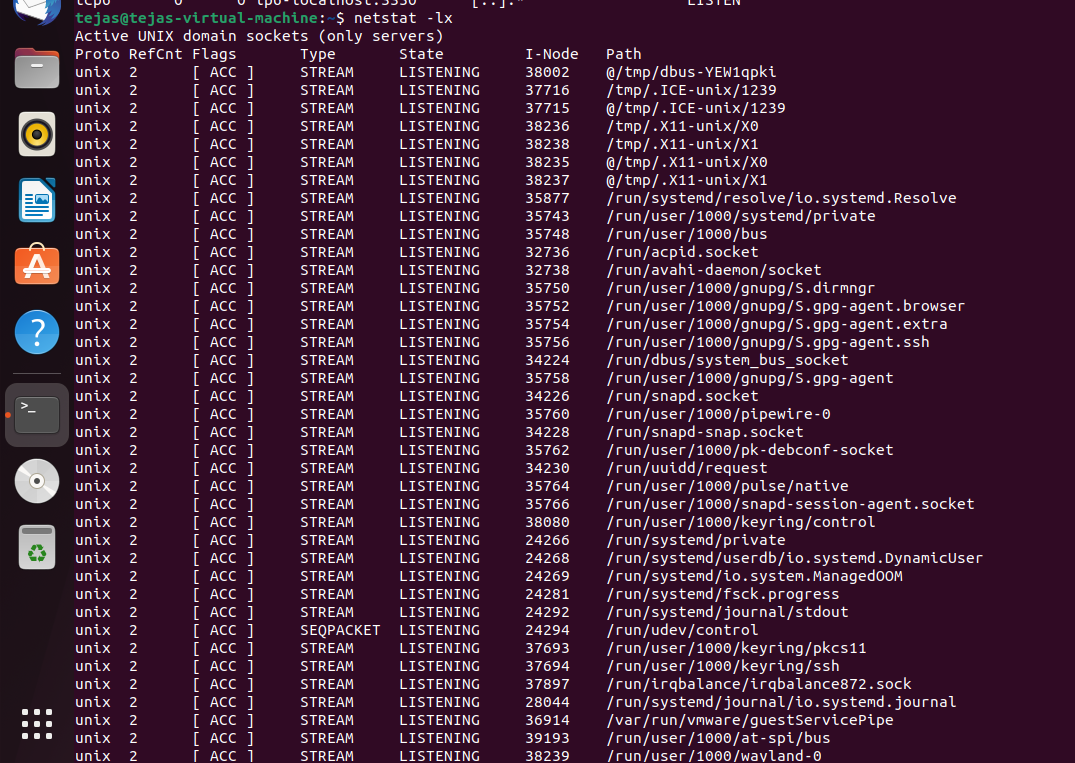 tcp6       0      0 ip6-localhost:3350      [::]:*                  LISTEN
tejas@tejas-virtual-machine:~$ netstat -lx
Active UNIX domain sockets (only servers)
Proto RefCnt Flags       Type       State         I-Node   Path
unix  2      [ ACC ]     STREAM     LISTENING     38002    @/tmp/dbus-YEW1qpki
unix  2      [ ACC ]     STREAM     LISTENING     37716    /tmp/.ICE-unix/1239
unix  2      [ ACC ]     STREAM     LISTENING     37715    @/tmp/.ICE-unix/1239
unix  2      [ ACC ]     STREAM     LISTENING     38236    /tmp/.X11-unix/X0
unix  2      [ ACC ]     STREAM     LISTENING     38238    /tmp/.X11-unix/X1
unix  2      [ ACC ]     STREAM     LISTENING     38235    @/tmp/.X11-unix/X0
unix  2      [ ACC ]     STREAM     LISTENING     38237    @/tmp/.X11-unix/X1
unix  2      [ ACC ]     STREAM     LISTENING     35877    /run/systemd/resolve/io.systemd.Resolve
unix  2      [ ACC ]     STREAM     LISTENING     35743    /run/user/1000/systemd/private
unix  2      [ ACC ]     STREAM     LISTENING     35748    /run/user/1000/bus
unix  2      [ ACC ]     STREAM     LISTENING     32736    /run/acpid.socket
unix  2      [ ACC ]     STREAM     LISTENING     32738    /run/avahi-daemon/socket
unix  2      [ ACC ]     STREAM     LISTENING     35750    /run/user/1000/gnupg/S.dirmngr
unix  2      [ ACC ]     STREAM     LISTENING     35752    /run/user/1000/gnupg/S.gpg-agent.browser
unix  2      [ ACC ]     STREAM     LISTENING     35754    /run/user/1000/gnupg/S.gpg-agent.extra
unix  2      [ ACC ]     STREAM     LISTENING     35756    /run/user/1000/gnupg/S.gpg-agent.ssh
unix  2      [ ACC ]     STREAM     LISTENING     34224    /run/dbus/system_bus_socket
unix  2      [ ACC ]     STREAM     LISTENING     35758    /run/user/1000/gnupg/S.gpg-agent
unix  2      [ ACC ]     STREAM     LISTENING     34226    /run/snapd.socket
unix  2      [ ACC ]     STREAM     LISTENING     35760    /run/user/1000/pipewire-0
unix  2      [ ACC ]     STREAM     LISTENING     34228    /run/snapd-snap.socket
unix  2      [ ACC ]     STREAM     LISTENING     35762    /run/user/1000/pk-debconf-socket
unix  2      [ ACC ]     STREAM     LISTENING     34230    /run/uuidd/request
unix  2      [ ACC ]     STREAM     LISTENING     35764    /run/user/1000/pulse/native
unix  2      [ ACC ]     STREAM     LISTENING     35766    /run/user/1000/snapd-session-agent.socket
unix  2      [ ACC ]     STREAM     LISTENING     38080    /run/user/1000/keyring/control
unix  2      [ ACC ]     STREAM     LISTENING     24266    /run/systemd/private
unix  2      [ ACC ]     STREAM     LISTENING     24268    /run/systemd/userdb/io.systemd.DynamicUser
unix  2      [ ACC ]     STREAM     LISTENING     24269    /run/systemd/io.system.ManagedOOM
unix  2      [ ACC ]     STREAM     LISTENING     24281    /run/systemd/fsck.progress
unix  2      [ ACC ]     STREAM     LISTENING     24292    /run/systemd/journal/stdout
unix  2      [ ACC ]     SEQPACKET  LISTENING     24294    /run/udev/control
unix  2      [ ACC ]     STREAM     LISTENING     37693    /run/user/1000/keyring/pkcs11
unix  2      [ ACC ]     STREAM     LISTENING     37694    /run/user/1000/keyring/ssh
unix  2      [ ACC ]     STREAM     LISTENING     37897    /run/irqbalance/irqbalance872.sock
unix  2      [ ACC ]     STREAM     LISTENING     28044    /run/systemd/journal/io.systemd.journal
unix  2      [ ACC ]     STREAM     LISTENING     36914    /var/run/vmware/guestServicePipe
unix  2      [ ACC ]     STREAM     LISTENING     39193    /run/user/1000/at-spi/bus
unix  2      [ ACC ]     STREAM     LISTENING     38239    /run/user/1000/wayland-0